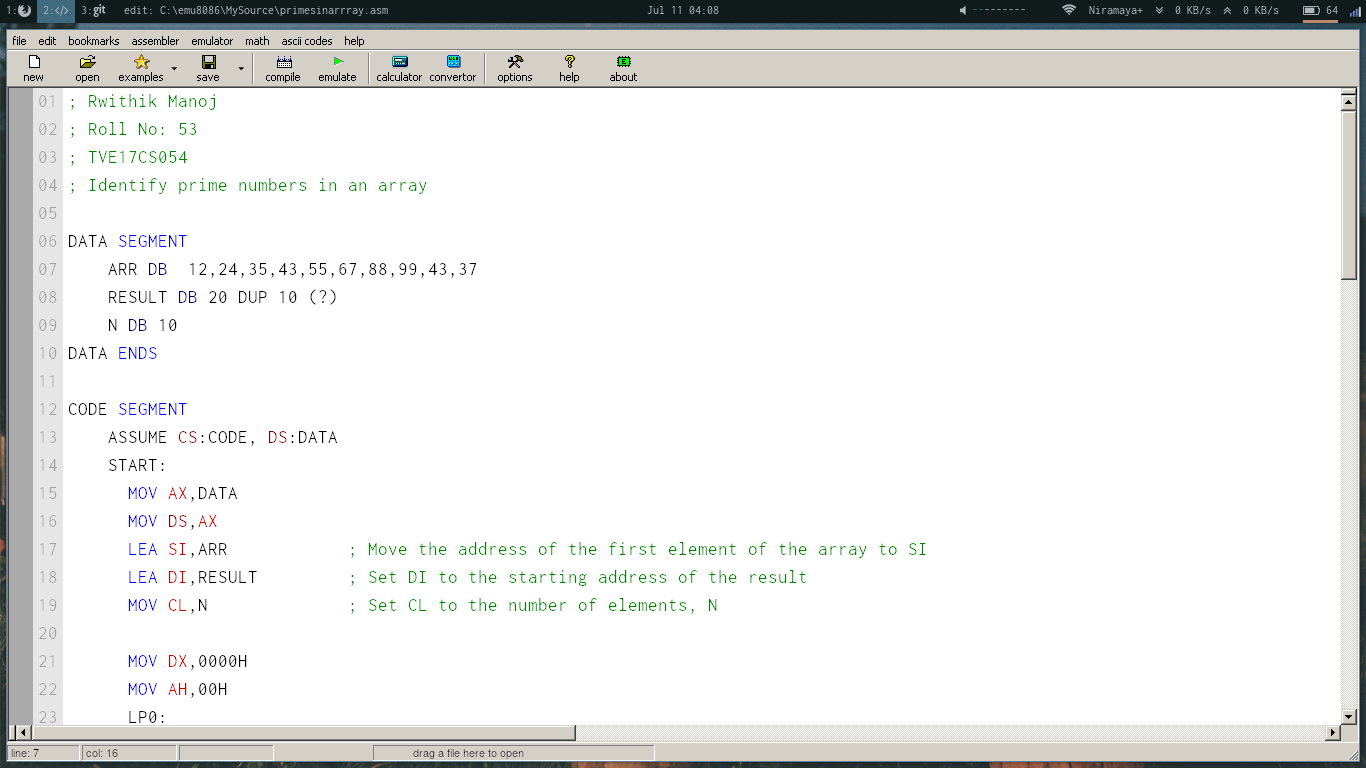 1: 2:</> 3:git edit: C:\emu8086\MySource\primesinarrray.asm Jul 11 04:08 Niramaya+ 0 KB/s 0 KB/s 64
file edit bookmarks assembler emulator math ascii codes help
new open examples save compile emulate calculator convertor options help about
01 ; Rwithik Manoj
02 ; Roll No: 53
03 ; TVE17CS054
04 ; Identify prime numbers in an array
05
06 DATA SEGMENT
07     ARR DB  12,24,35,43,55,67,88,99,43,37
08     RESULT DB 20 DUP 10 (?)
09     N DB 10
10 DATA ENDS
11
12 CODE SEGMENT
13     ASSUME CS:CODE, DS:DATA
14     START:
15       MOV AX,DATA
16       MOV DS,AX
17       LEA SI,ARR            ; Move the address of the first element of the array to SI
18       LEA DI,RESULT         ; Set DI to the starting address of the result
19       MOV CL,N              ; Set CL to the number of elements, N
20
21       MOV DX,0000H
22       MOV AH,00H
23       LP0:
line: 7 col: 16 drag a file here to open